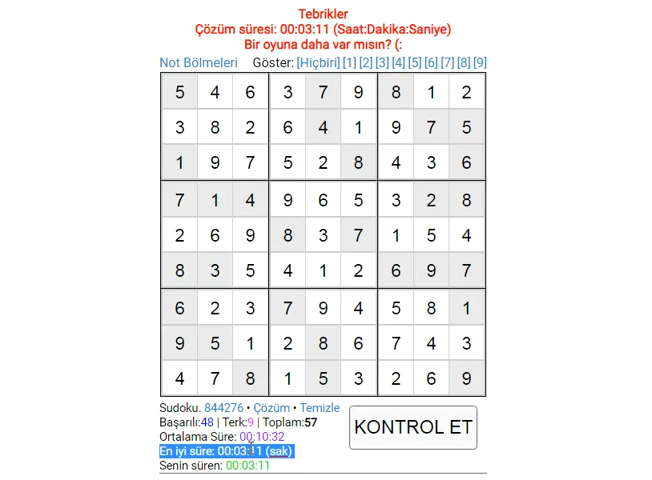 Tebrikler
Çözüm süresi: 00:03:11 (Saat:Dakika:Saniye)
Bir oyuna daha var mısın? (:
Not Bölmeleri Göster: [Hiçbiri] [1] [2] [3] [4] [5] [6] [7] [8] [9]
5 4 6 3 7 9 8 1 2
3 8 2 6 4 1 9 7 5
1 9 7 5 2 8 4 3 6
7 1 4 9 6 5 3 2 8
2 6 9 8 3 7 1 5 4
8 3 5 4 1 2 6 9 7
6 2 3 7 9 4 5 8 1
9 5 1 2 8 6 7 4 3
4 7 8 1 5 3 2 6 9
Sudoku. 844276 • Çözüm • Temizle
Başarılı:48 | Terk:9 | Toplam:57
Ortalama Süre: 00:10:32
En iyi süre: 00:03:11 (sak)
Senin süren: 00:03:11
KONTROL ET